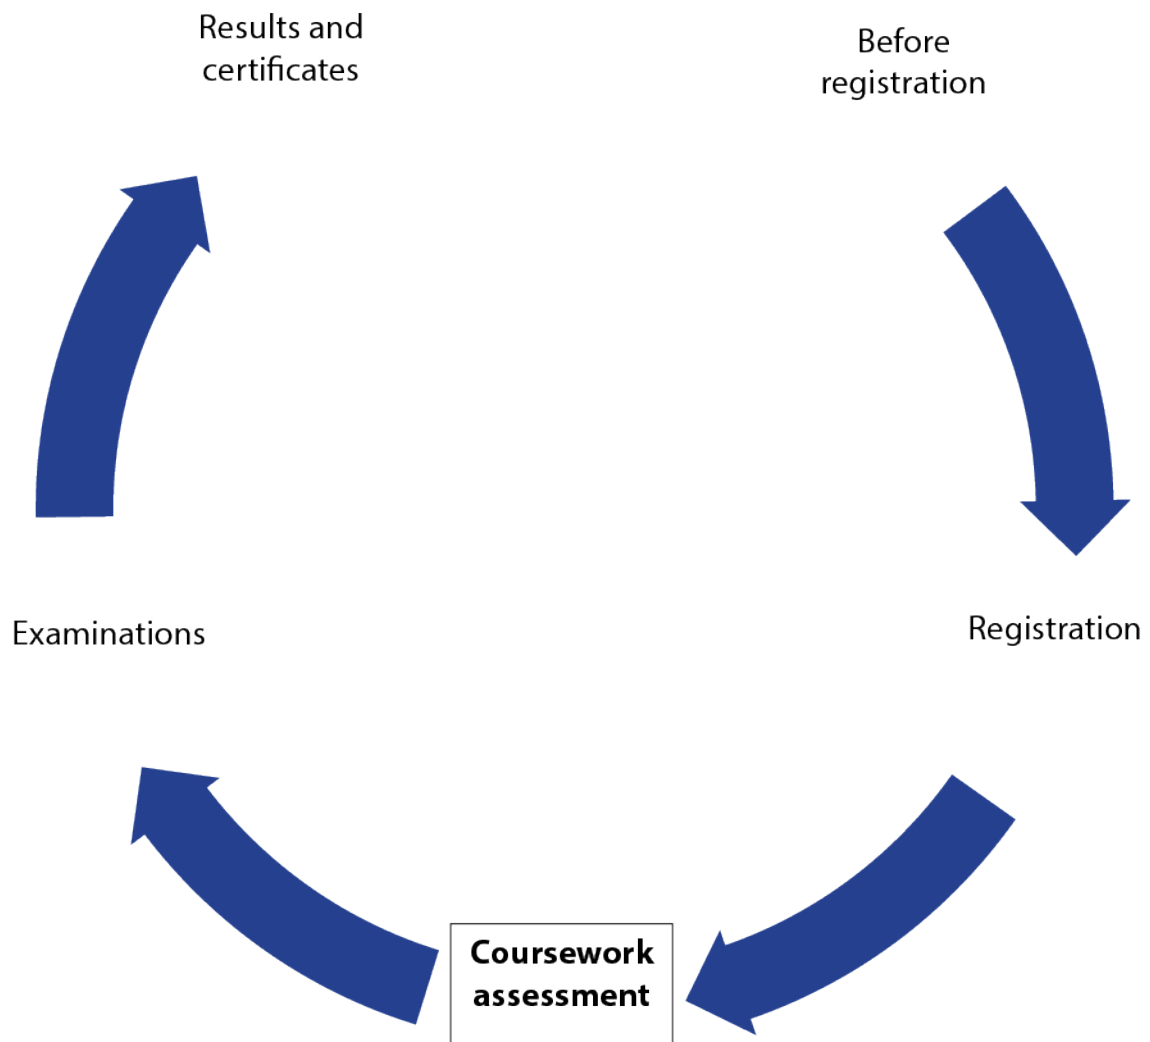 Results and
certificates
Before
registration
Examinations
Registration
Coursework
assessment